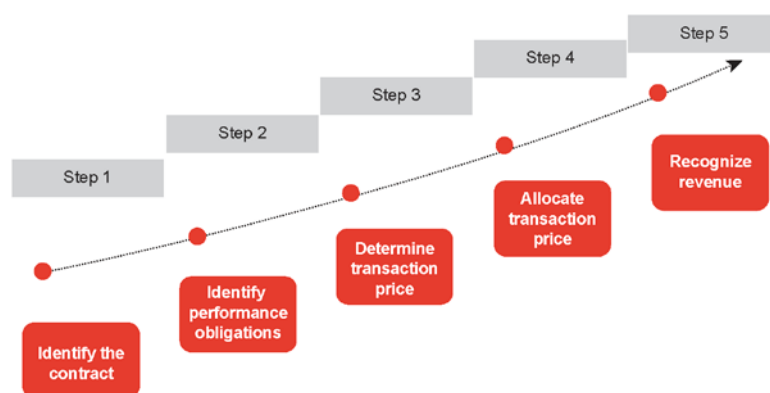 Step 5
Step 4
Step 3
Step 2
Step 1
Recognize
revenue
Allocate
transaction
price
Determine
transaction
price
Identify
performance
obligations
Identify the
contract